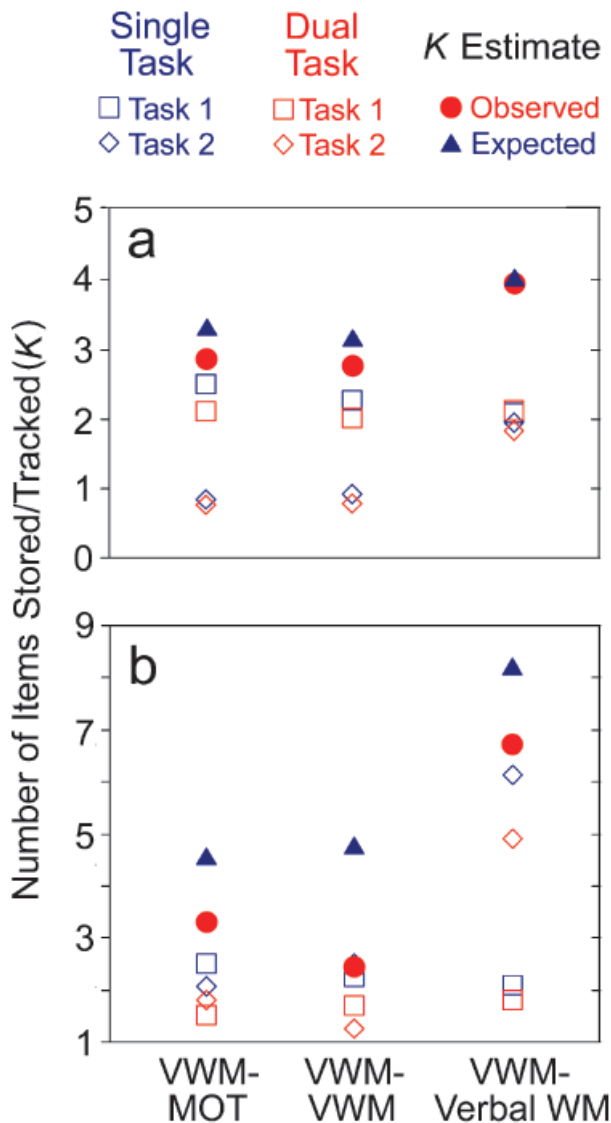 Single Task
Dual Task
K Estimate
Task 1
Task 2
Task 1
Task 2
Observed
Expected
Number of Items Stored/Tracked (K)
a
5
4
3
2
1
0
b
9
7
5
3
1
VWM-MOT
VWM-VWM
VWM-Verbal WM